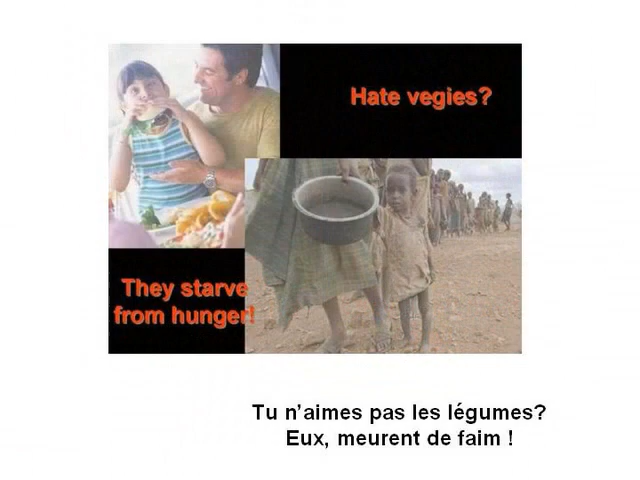 Hate vegies?
They starve
from hunger!
Tu n'aimes pas les légumes?
Eux, meurent de faim !